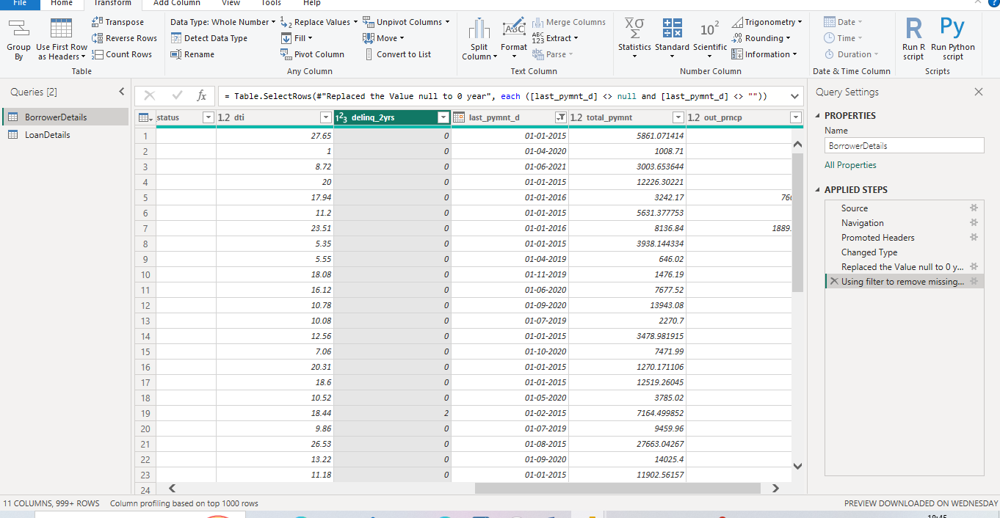 File Home Transform Add Column View Tools Help
Group By
Use First Row as Headers
Transpose
Reverse Rows
Count Rows
Table
Data Type: Whole Number
Detect Data Type
Rename
Replace Values
Fill
Pivot Column
Unpivot Columns
Move
Convert to List
Any Column
Split Column
Format
ABC
Merge Columns
ABC 123 Extract
abc Parse
Text Column
XΣσ Statistics
Standard
10² Scientific
Trigonometry
.00 Rounding
Information
Number Column
Date
Time
Duration
Date & Time Column
R Run R script
Py Run Python script
Scripts
Queries [2]
BorrowerDetails
LoanDetails
fx = Table.SelectRows(#"Replaced the Value null to 0 year", each ([last_pymnt_d] <> null and [last_pymnt_d] <> ""))
status 1.2 dti 1²3 delinq_2yrs last_pymnt_d 1.2 total_pymnt 1.2 out_prncp
1 27.65 0 01-01-2015 5861.071414
2 1 0 01-04-2020 1008.71
3 8.72 0 01-06-2021 3003.653644
4 20 0 01-01-2015 12226.30221
5 17.94 0 01-01-2016 3242.17
6 11.2 0 01-01-2015 5631.377753
7 23.51 0 01-01-2016 8136.84 1889.
8 5.35 0 01-01-2015 3938.144334
9 5.55 0 01-04-2019 646.02
10 18.08 0 01-11-2019 1476.19
11 16.12 0 01-06-2020 7677.52
12 10.78 0 01-09-2020 13943.08
13 10.08 0 01-07-2019 2270.7
14 12.56 0 01-01-2015 3478.981915
15 7.06 0 01-10-2020 7471.99
16 20.31 0 01-01-2015 1270.171106
17 18.6 0 01-01-2015 12519.26045
18 10.52 0 01-05-2020 3785.02
19 18.44 2 01-02-2015 7164.499852
20 9.86 0 01-07-2019 9459.96
21 26.53 0 01-08-2015 27663.04267
22 13.22 0 01-09-2020 14025.4
23 11.18 0 01-01-2015 11902.56157
24
Query Settings
PROPERTIES
Name
BorrowerDetails
All Properties
APPLIED STEPS
Source
Navigation
Promoted Headers
Changed Type
Replaced the Value null to 0 y...
Using filter to remove missing...
11 COLUMNS, 999+ ROWS Column profiling based on top 1000 rows
PREVIEW DOWNLOADED ON WEDNESDAY